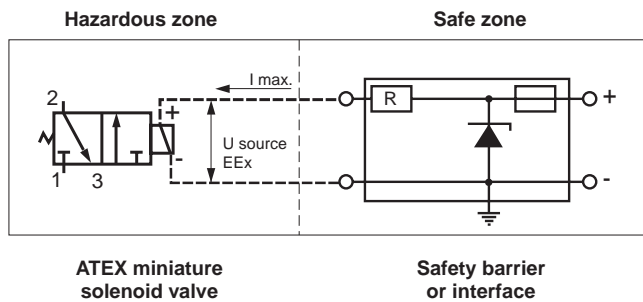 Hazardous zone
Safe zone
I max.
2
+
R
+
U source
EEx
-
1
3
-
ATEX miniature
solenoid valve
Safety barrier
or interface